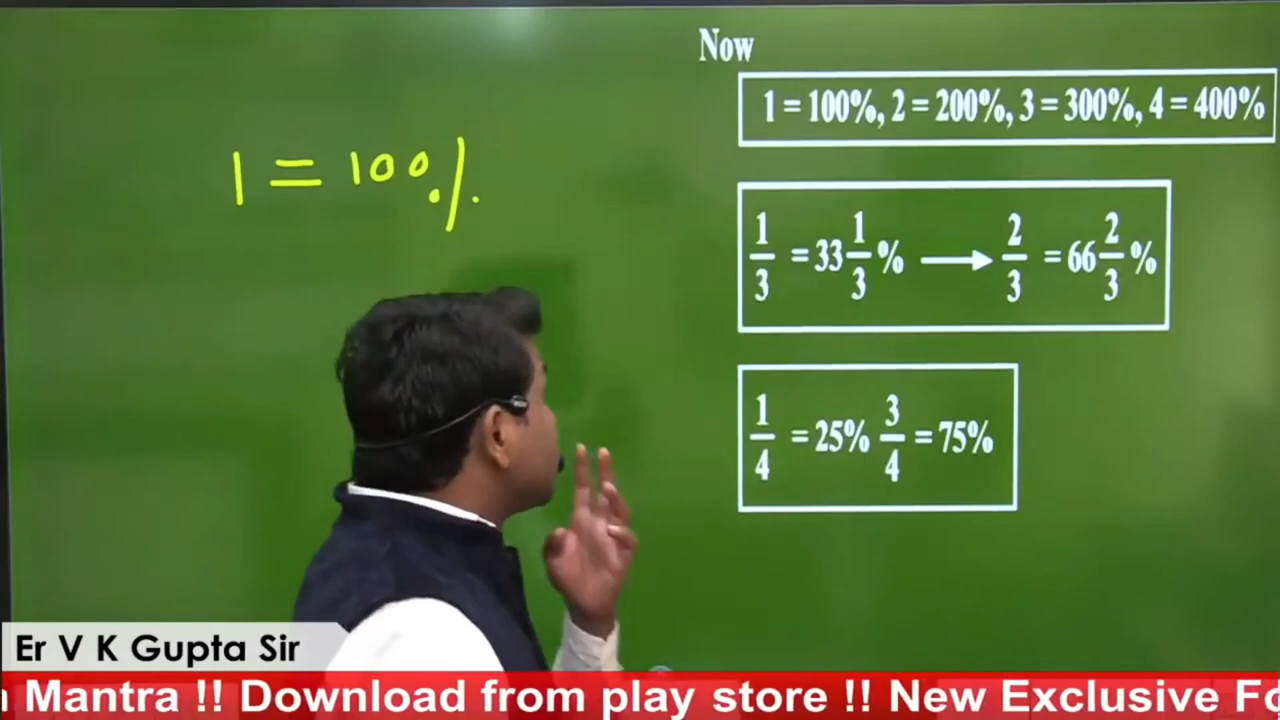 Now
1 = 100%, 2 = 200%, 3 = 300%, 4 = 400%
1 = 100%
1/3 = 33 1/3 % → 2/3 = 66 2/3 %
1/4 = 25% 3/4 = 75%
Er V K Gupta Sir
Mantra !! Download from play store !! New Exclusive